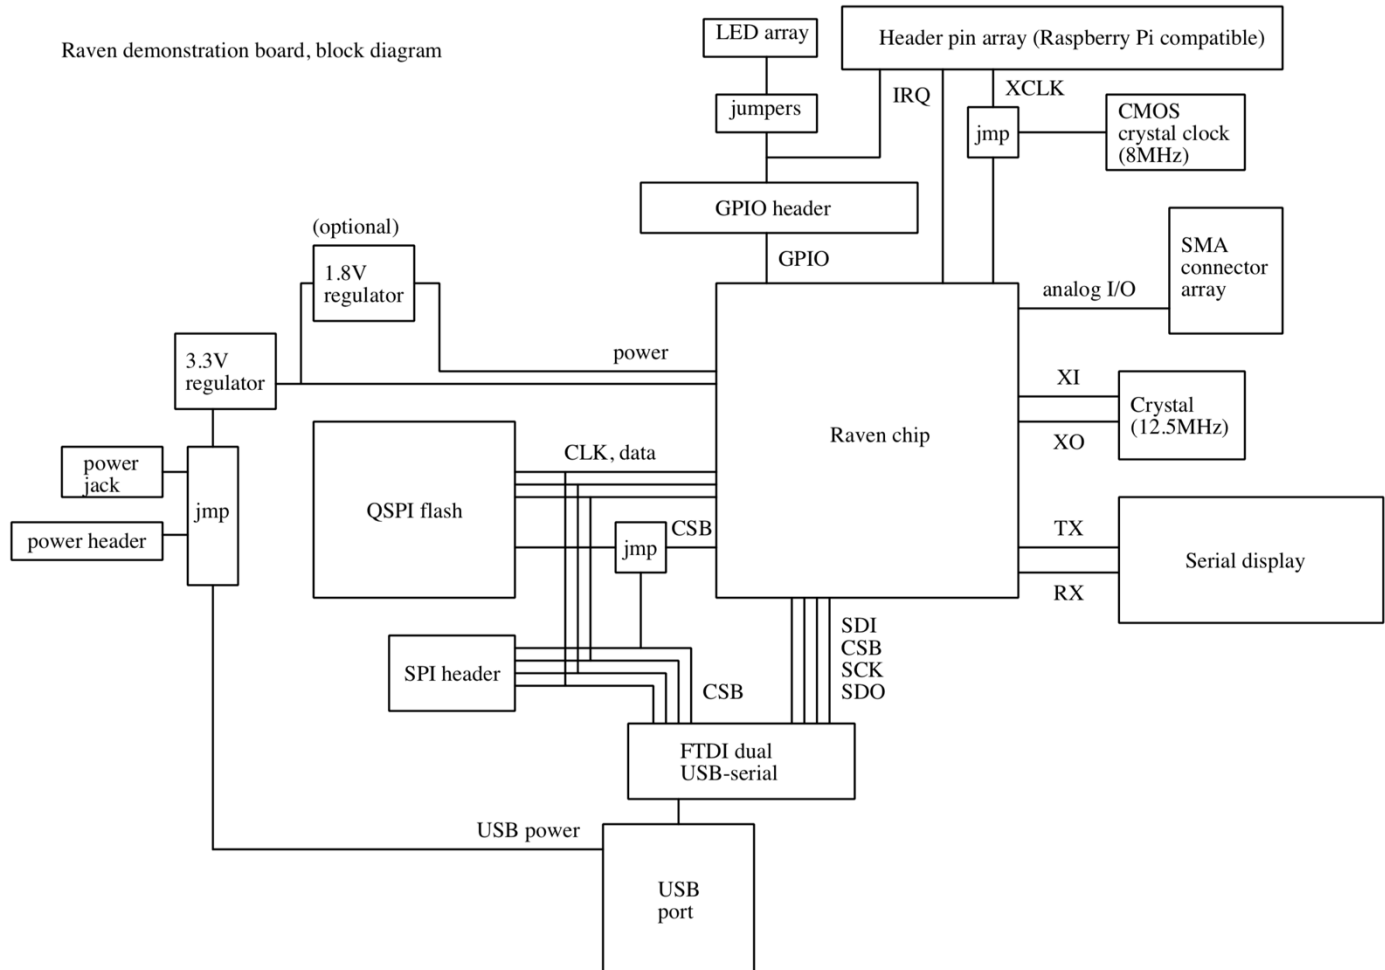 Raven demonstration board, block diagram
LED array
Header pin array (Raspberry Pi compatible)
IRQ
XCLK
jumpers
jmp
CMOS
crystal clock
(8MHz)
GPIO header
(optional)
1.8V
regulator
GPIO
SMA
connector
array
analog I/O
3.3V
regulator
power
XI
Crystal
(12.5MHz)
XO
Raven chip
power
jack
jmp
power header
CLK, data
QSPI flash
CSB
jmp
TX
Serial display
RX
SDI
CSB
SCK
SDO
SPI header
CSB
FTDI dual
USB-serial
USB power
USB
port